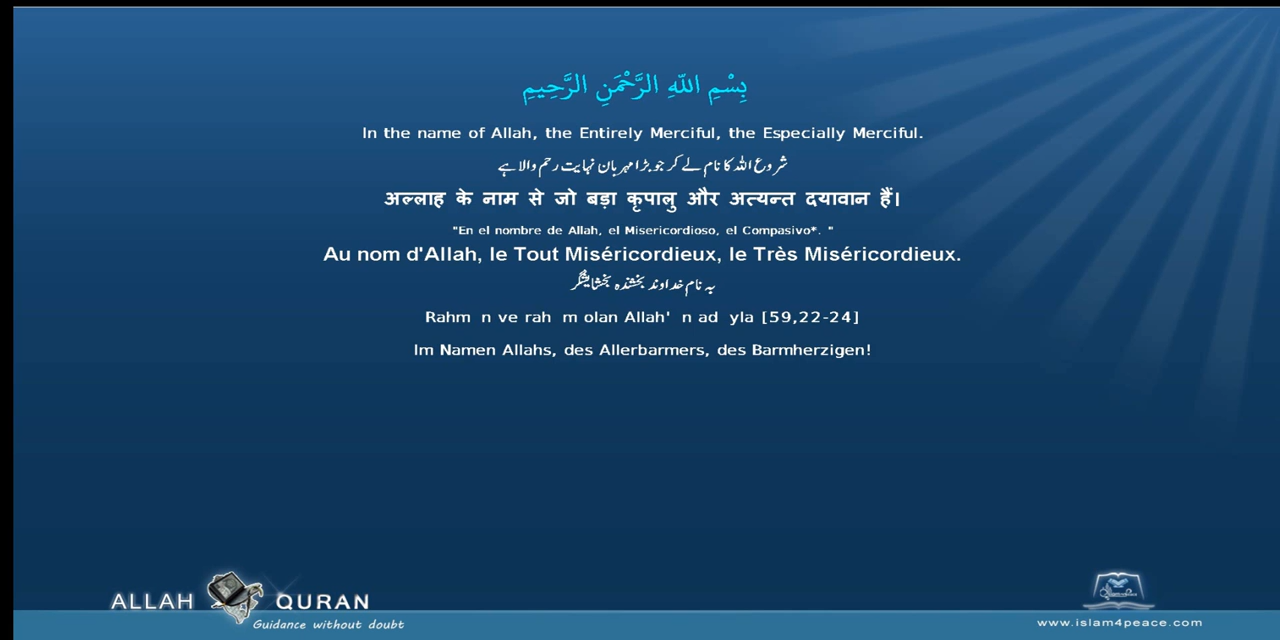 بِسْمِ اللّهِ الرَّحْمَنِ الرَّحِيمِ
In the name of Allah, the Entirely Merciful, the Especially Merciful.
شروع الله کا نام لے کر جو بڑا مہربان نہایت رحم والا ہے
अल्लाह के नाम से जो बड़ा कृपालु और अत्यन्त दयावान हैं।
"En el nombre de Allah, el Misericordioso, el Compasivo*. "
Au nom d'Allah, le Tout Miséricordieux, le Très Miséricordieux.
به نام خداوند بخشنده بخشایشگر
Rahm n ve rah m olan Allah' n ad yla [59,22-24]
Im Namen Allahs, des Allerbarmers, des Barmherzigen!
ALLAH QURAN
Guidance without doubt
www.islam4peace.com